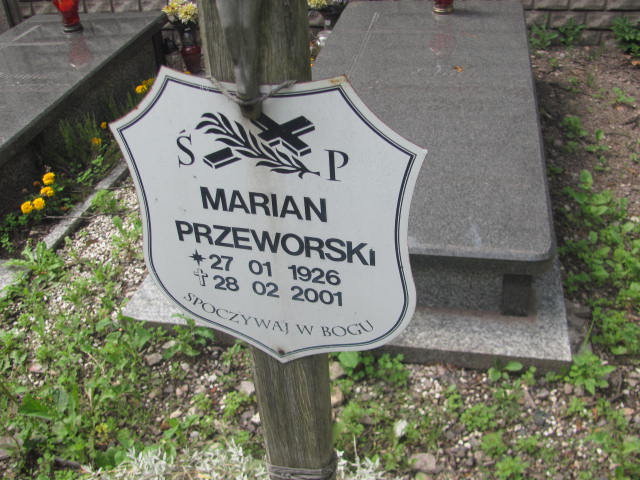 Ś P
MARIAN
PRZEWORSKi
* 27 01 1926
✝ 28 02 2001
SPOCZYWAJ W BOGU